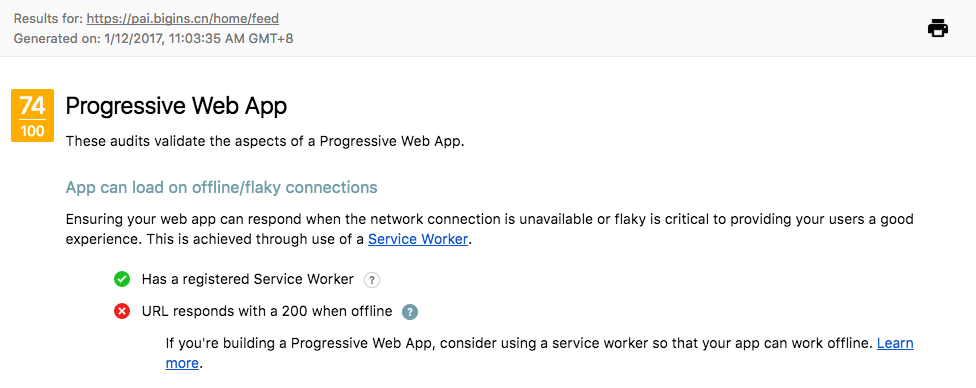 Results for: https://pai.bigins.cn/home/feed
Generated on: 1/12/2017, 11:03:35 AM GMT+8
74
100
Progressive Web App
These audits validate the aspects of a Progressive Web App.
App can load on offline/flaky connections
Ensuring your web app can respond when the network connection is unavailable or flaky is critical to providing your users a good
experience. This is achieved through use of a Service Worker.
Has a registered Service Worker ?
URL responds with a 200 when offline ?
If you're building a Progressive Web App, consider using a service worker so that your app can work offline. Learn
more.